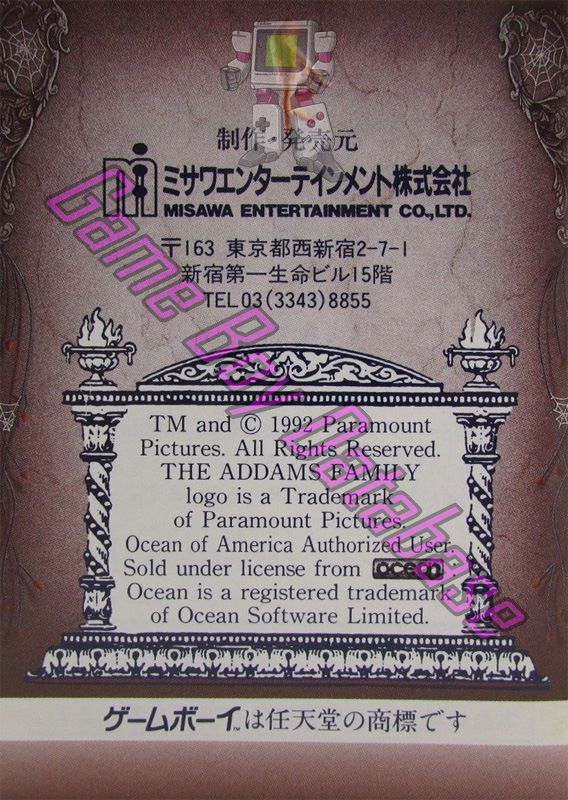 制作 発売元
ミサワエンターテインメント株式会社
MISAWA ENTERTAINMENT CO.,LTD.
〒163 東京都西新宿2-7-1
新宿第一生命ビル15階
TEL 03(3343)8855
TM and © 1992 Paramount
Pictures. All Rights Reserved.
THE ADDAMS FAMILY
logo is a Trademark
of Paramount Pictures.
Ocean of America Authorized User.
Sold under license from ocean
Ocean is a registered trademark
of Ocean Software Limited.
ゲームボーイ™は任天堂の商標です
Game Boy Database